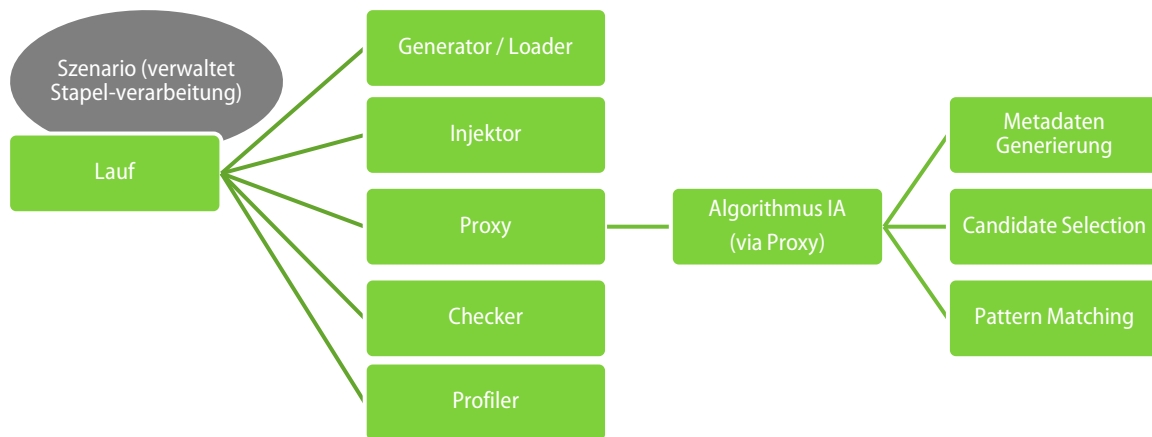 Szenario (verwaltet
Stapel-verarbeitung)
Lauf
Generator / Loader
Injektor
Proxy
Checker
Profiler
Algorithmus IA
(via Proxy)
Metadaten
Generierung
Candidate Selection
Pattern Matching